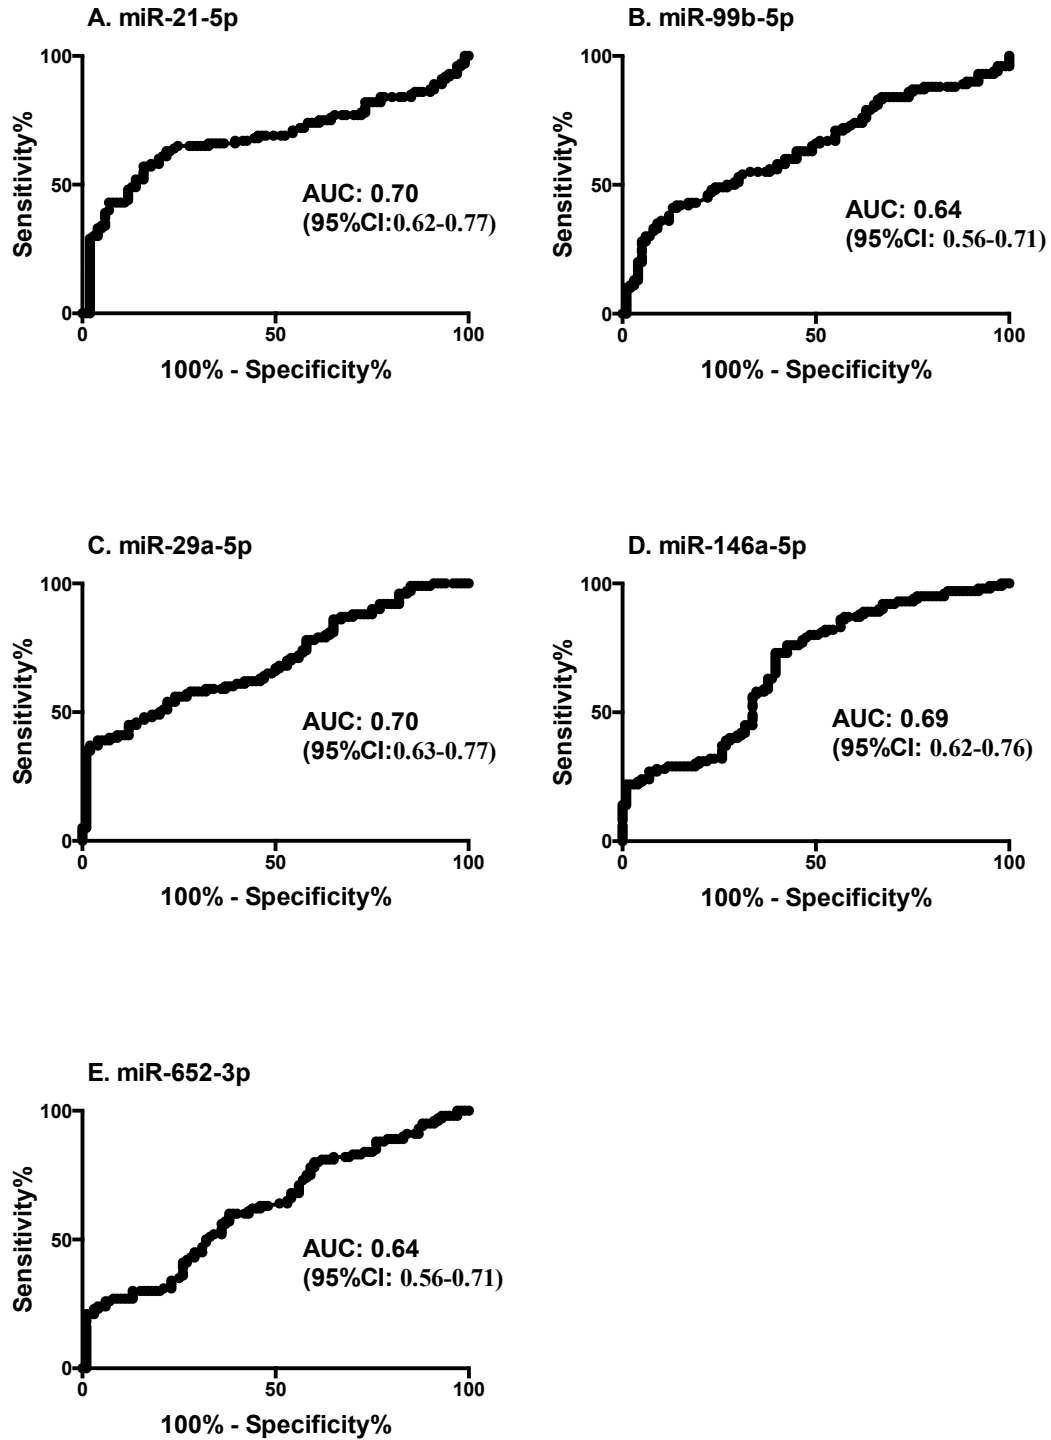 A. miR-21-5p
100
50
0
Sensitivity%
AUC: 0.70
(95%CI:0.62-0.77)
0 50 100
100% - Specificity%
B. miR-99b-5p
100
50
0
Sensitivity%
AUC: 0.64
(95%CI: 0.56-0.71)
0 50 100
100% - Specificity%
C. miR-29a-5p
100
50
0
Sensitivity%
AUC: 0.70
(95%CI:0.63-0.77)
0 50 100
100% - Specificity%
D. miR-146a-5p
100
50
0
Sensitivity%
AUC: 0.69
(95%CI: 0.62-0.76)
0 50 100
100% - Specificity%
E. miR-652-3p
100
50
0
Sensitivity%
AUC: 0.64
(95%CI: 0.56-0.71)
0 50 100
100% - Specificity%